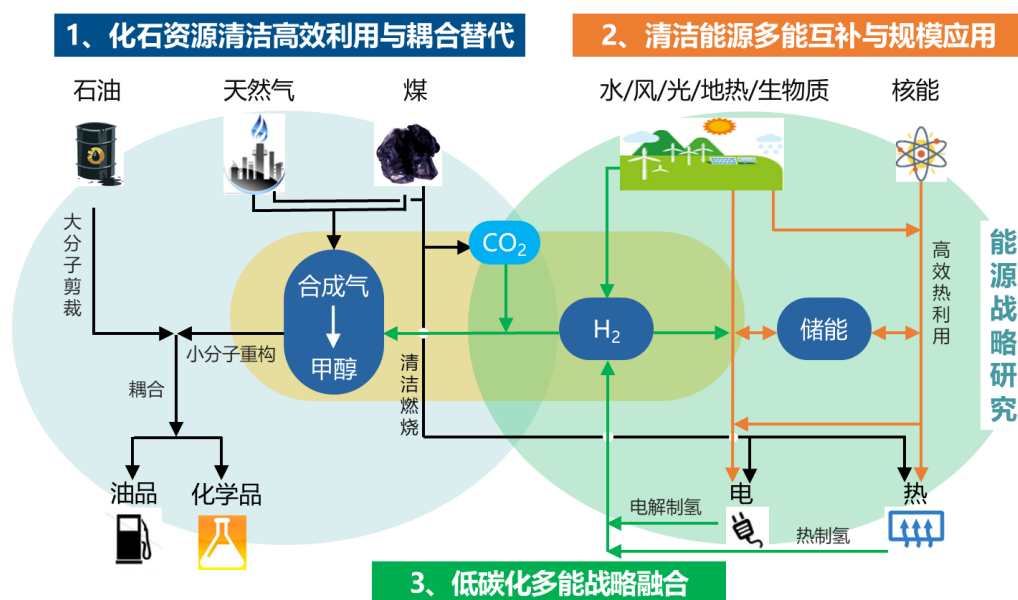 1、化石资源清洁高效利用与耦合替代
2、清洁能源多能互补与规模应用
石油
天然气
煤
水/风/光/地热/生物质
核能
大分子剪裁
CO₂
合成气
甲醇
小分子重构
耦合
清洁燃烧
H₂
储能
高效热利用
能源战略研究
油品
化学品
电
热
电解制氢
热制氢
3、低碳化多能战略融合